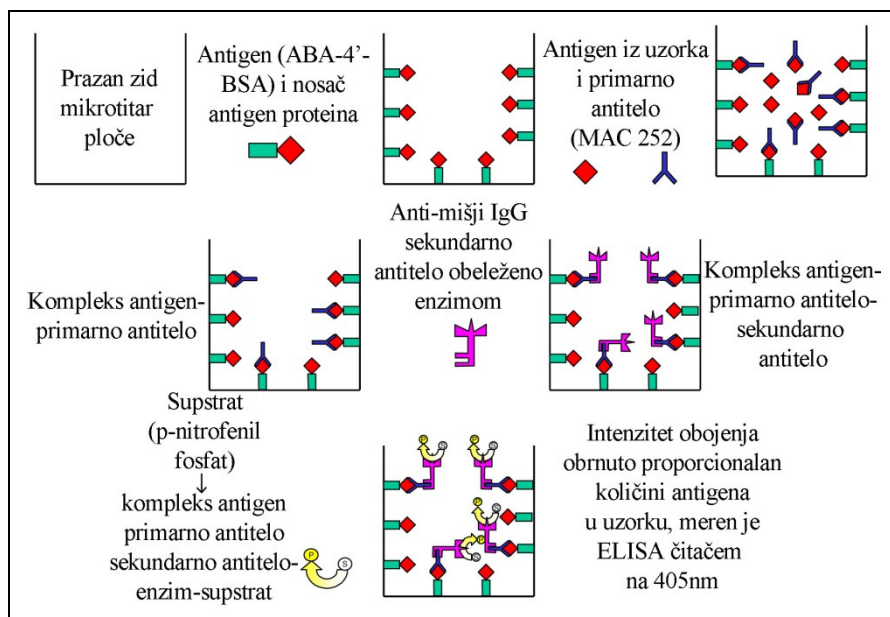 Prazan zid
mikrotitar
ploče
Antigen (ABA-4'-
BSA) i nosač
antigen proteina
Antigen iz uzorka
i primarno
antitelo
(MAC 252)
Kompleks antigen-
primarno antitelo
Anti-mišji IgG
sekundarno
antitelo obeleženo
enzimom
Kompleks antigen-
primarno antitelo-
sekundarno
antitelo
Supstrat
(p-nitrofenil
fosfat)
↓
kompleks antigen
primarno antitelo
sekundarno antitelo-
enzim-supstrat
P
S
P
S
P
S
P
S
P
S
Intenzitet obojenja
obrnuto proporcionalan
količini antigena
u uzorku, meren je
ELISA čitačem
na 405nm